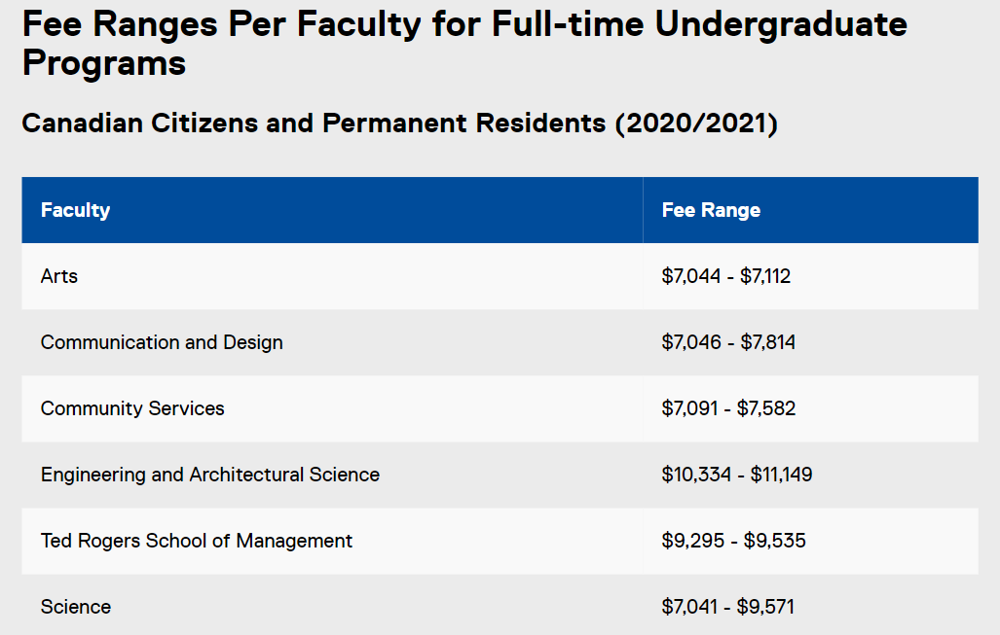 Fee Ranges Per Faculty for Full-time Undergraduate
Programs
Canadian Citizens and Permanent Residents (2020/2021)
Faculty Fee Range
Arts $7,044 - $7,112
Communication and Design $7,046 - $7,814
Community Services $7,091 - $7,582
Engineering and Architectural Science $10,334 - $11,149
Ted Rogers School of Management $9,295 - $9,535
Science $7,041 - $9,571